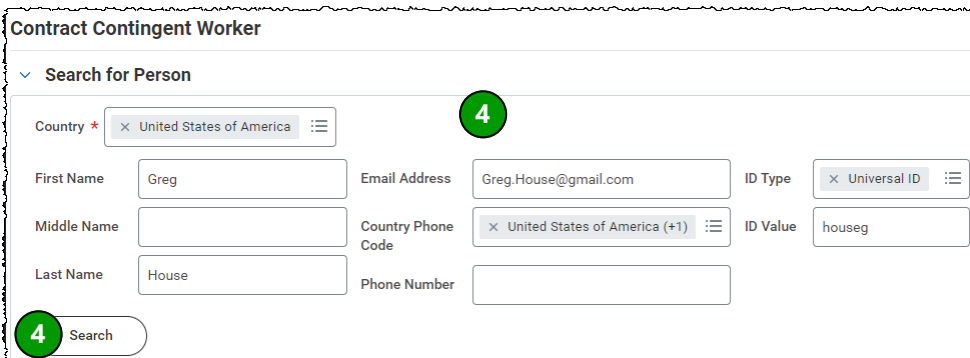 Contract Contingent Worker
Search for Person
4
Country * × United States of America
First Name Greg Email Address Greg.House@gmail.com ID Type × Universal ID
Middle Name Country Phone Code × United States of America (+1) ID Value houseg
Last Name House Phone Number
4 Search